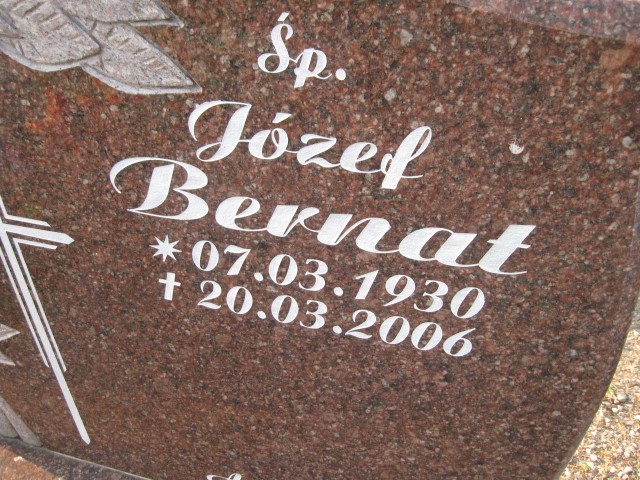 Śp.
Józef
Bernat
* 07.03.1930
✝ 20.03.2006